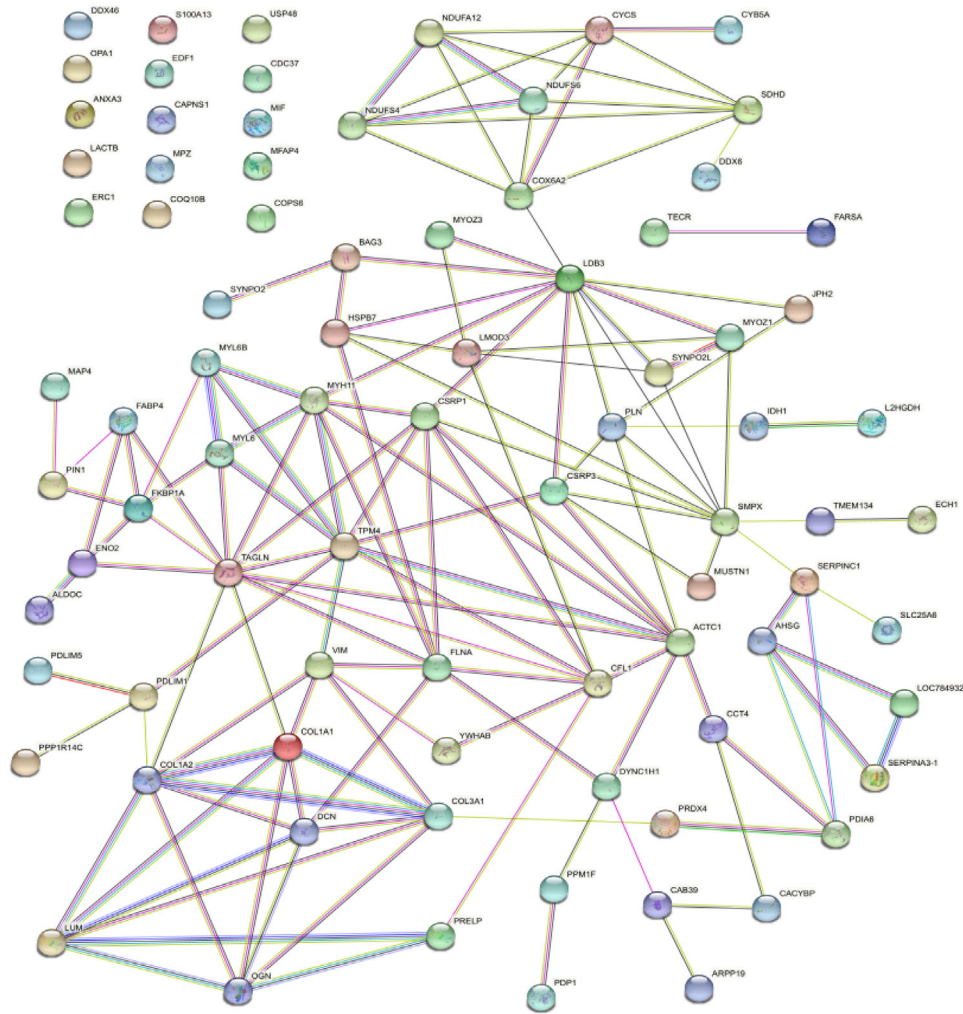 DDX46
S100A13
USP48
OPA1
EDF1
CDC37
ANXA3
CAPNS1
MIF
LACTB
MPZ
MFAP4
ERC1
COQ10B
COPS6
NDUFA12
CYCS
CYB5A
NDUFS6
SDHD
NDUFS4
DDX6
COX6A2
MYOZ3
TECR
FARSA
BAG3
LDB3
SYNPO2
JPH2
HSPB7
MYOZ1
LMOD3
MYL6B
SYNPO2L
MAP4
MYH11
CSRP1
FABP4
PLN
IDH1
L2HGDH
MYL6
PIN1
CSRP3
FKBP1A
SMPX
TMEM134
ECH1
TPM4
ENO2
TAGLN
MUSTN1
SERPINC1
ALDOC
SLC25A6
ACTC1
AHSG
PDLIM5
VIM
FLNA
CFL1
PDLIM1
LOC784932
CCT4
COL1A1
YWHAB
PPP1R14C
COL1A2
SERPINA3-1
DYNC1H1
COL3A1
PRDX4
DCN
PDIA6
PPM1F
CAB39
CACYBP
LUM
PRELP
OGN
ARPP19
PDP1